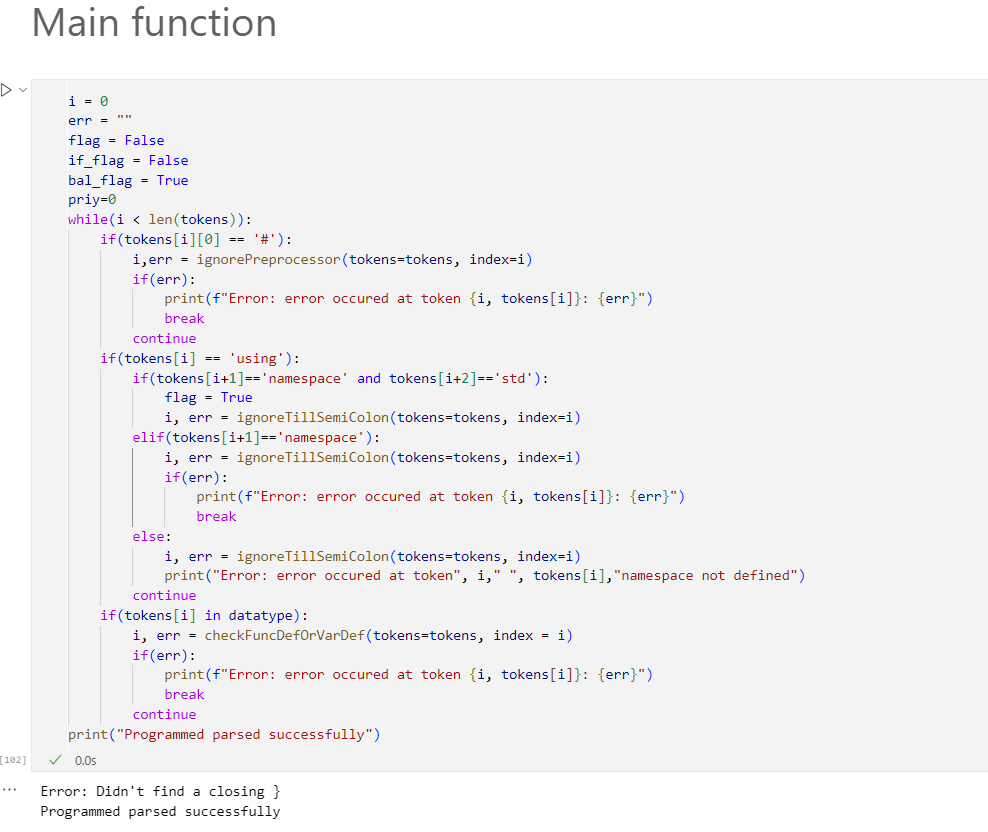 Main function
i = 0
err = ""
flag = False
if_flag = False
bal_flag = True
priy=0
while(i < len(tokens)):
    if(tokens[i][0] == '#'):
        i,err = ignorePreprocessor(tokens=tokens, index=i)
        if(err):
            print(f"Error: error occured at token {i, tokens[i]}: {err}")
            break
        continue
    if(tokens[i] == 'using'):
        if(tokens[i+1]=='namespace' and tokens[i+2]=='std'):
            flag = True
            i, err = ignoreTillSemiColon(tokens=tokens, index=i)
        elif(tokens[i+1]=='namespace'):
            i, err = ignoreTillSemiColon(tokens=tokens, index=i)
            if(err):
                print(f"Error: error occured at token {i, tokens[i]}: {err}")
                break
        else:
            i, err = ignoreTillSemiColon(tokens=tokens, index=i)
            print("Error: error occured at token", i," ", tokens[i],"namespace not defined")
        continue
    if(tokens[i] in datatype):
        i, err = checkFuncDefOrVarDef(tokens=tokens, index = i)
        if(err):
            print(f"Error: error occured at token {i, tokens[i]}: {err}")
            break
        continue
print("Programmed parsed successfully")
[102] ✓ 0.0s
... Error: Didn't find a closing }
Programmed parsed successfully